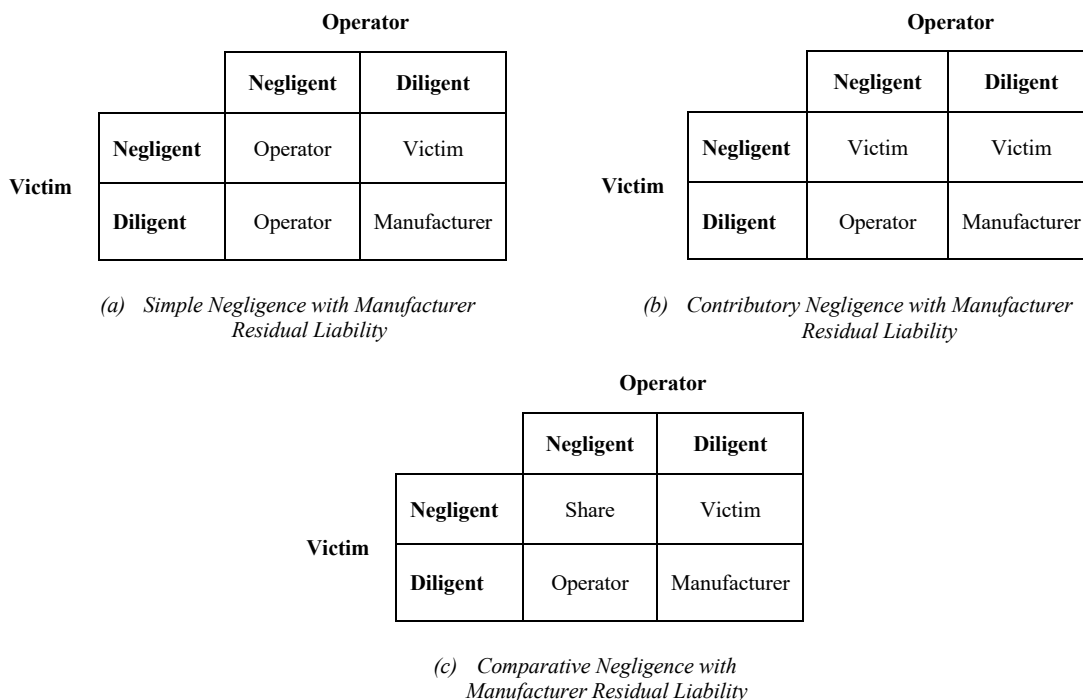 Operator
Negligent Diligent
Negligent Operator Victim
Victim
Diligent Operator Manufacturer
(a) Simple Negligence with Manufacturer
Residual Liability
Operator
Negligent Diligent
Negligent Victim Victim
Victim
Diligent Operator Manufacturer
(b) Contributory Negligence with Manufacturer
Residual Liability
Operator
Negligent Diligent
Negligent Share Victim
Victim
Diligent Operator Manufacturer
(c) Comparative Negligence with
Manufacturer Residual Liability